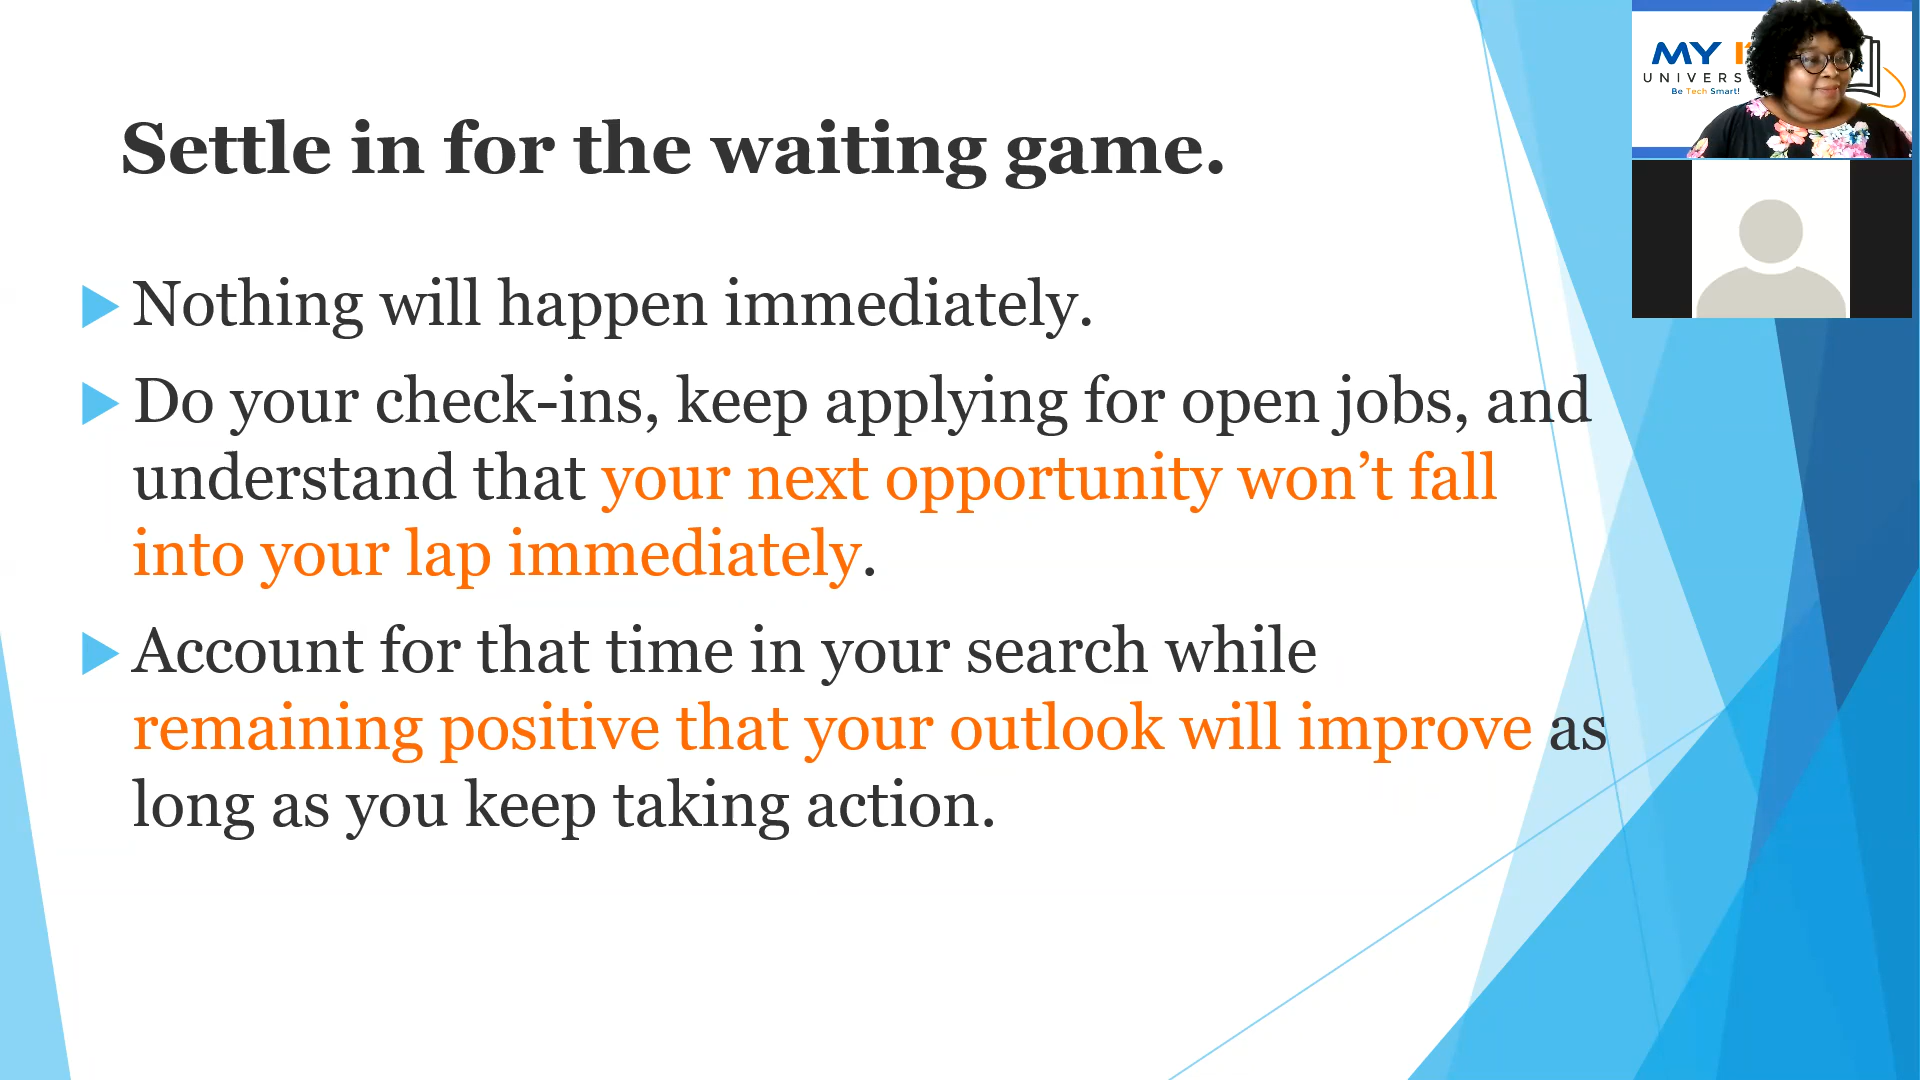 Settle in for the waiting game.
Nothing will happen immediately.
Do your check-ins, keep applying for open jobs, and
understand that your next opportunity won’t fall
into your lap immediately.
Account for that time in your search while
remaining positive that your outlook will improve as
long as you keep taking action.
MY
UNIVERS
Be Tech Smart!